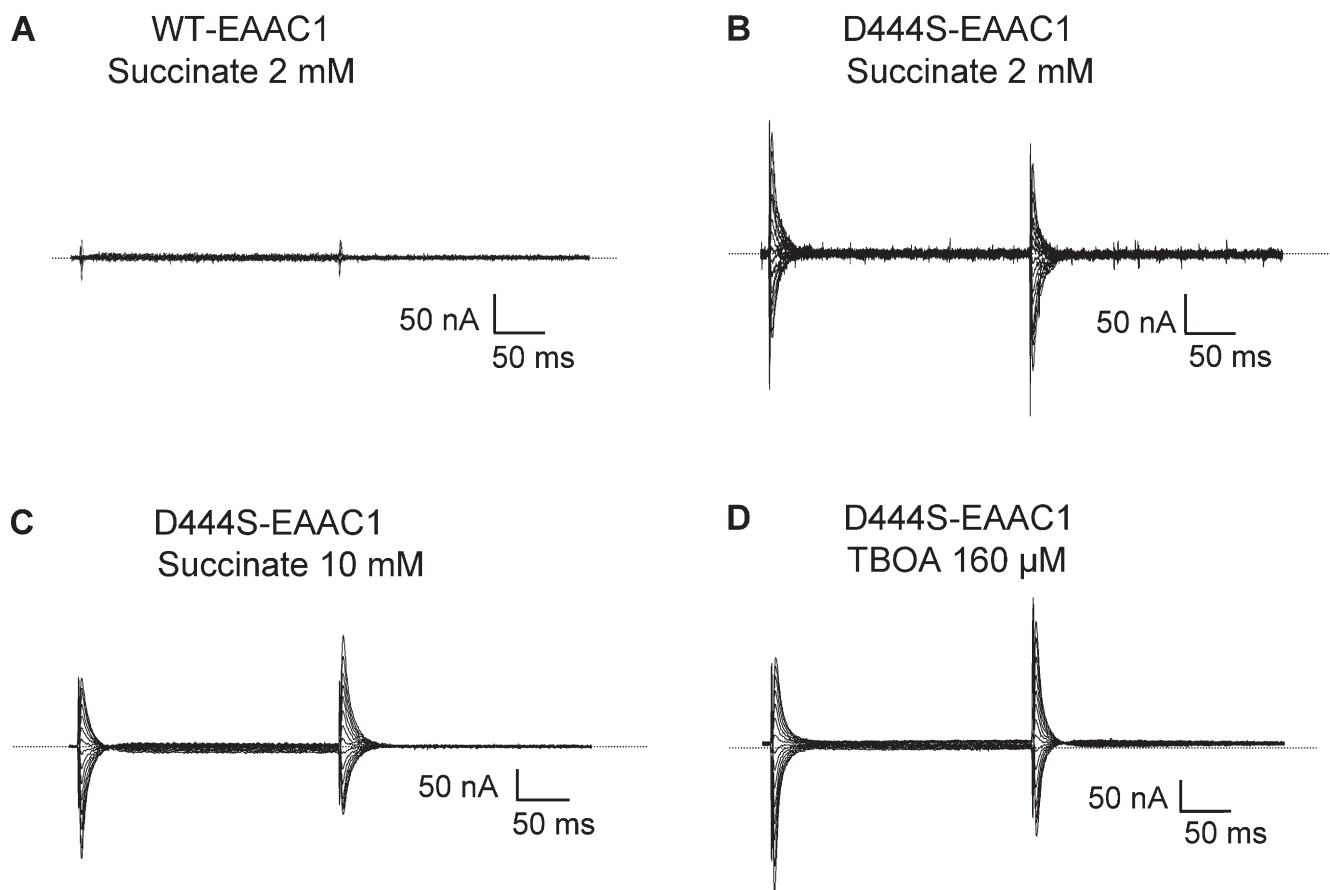 A
WT-EAAC1
Succinate 2 mM
50 nA
50 ms
B
D444S-EAAC1
Succinate 2 mM
50 nA
50 ms
C
D444S-EAAC1
Succinate 10 mM
50 nA
50 ms
D
D444S-EAAC1
TBOA 160 µM
50 nA
50 ms